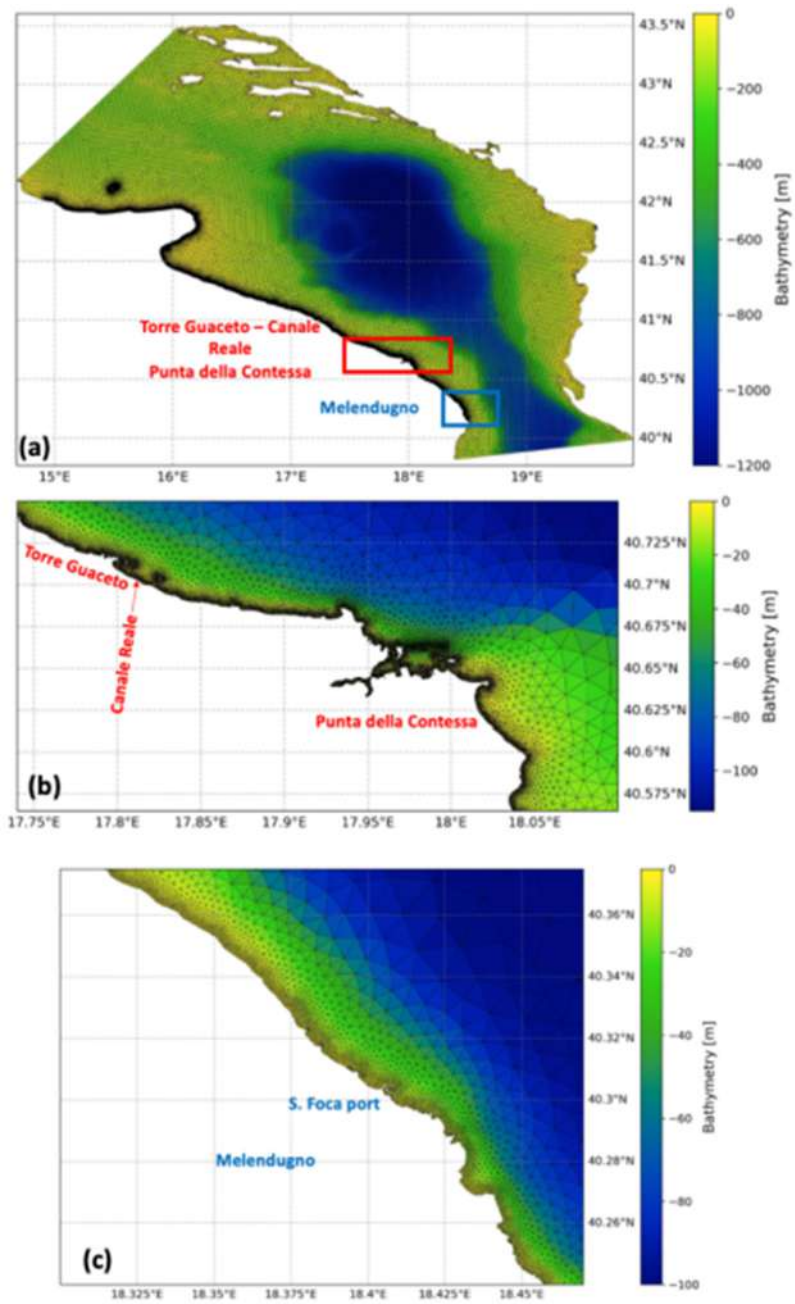 0
43.5°N
43°N
−200
42.5°N
−400
42°N
−600
41.5°N
Bathymetry [m]
Torre Guaceto – Canale
41°N
−800
Reale
Punta della Contessa
40.5°N
−1000
Melendugno
(a)
40°N
−1200
15°E 16°E 17°E 18°E 19°E
0
40.725°N
−20
Torre Guaceto
40.7°N
−40
Canale Reale
40.675°N
40.65°N
−60
Bathymetry [m]
Punta della Contessa
40.625°N
−80
40.6°N
(b)
−100
40.575°N
17.75°E 17.8°E 17.85°E 17.9°E 17.95°E 18°E 18.05°E
0
40.36°N
−20
40.34°N
40.32°N
−40
S. Foca port
40.3°N
Bathymetry [m]
−60
Melendugno
40.28°N
−80
40.26°N
(c)
−100
18.325°E 18.35°E 18.375°E 18.4°E 18.425°E 18.45°E